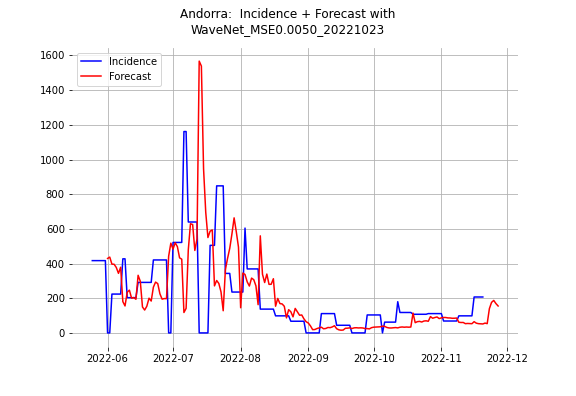 Andorra:  Incidence + Forecast with
WaveNet_MSE0.0050_20221023
Incidence
Forecast
1600
1400
1200
1000
800
600
400
200
0
2022-06 2022-07 2022-08 2022-09 2022-10 2022-11 2022-12